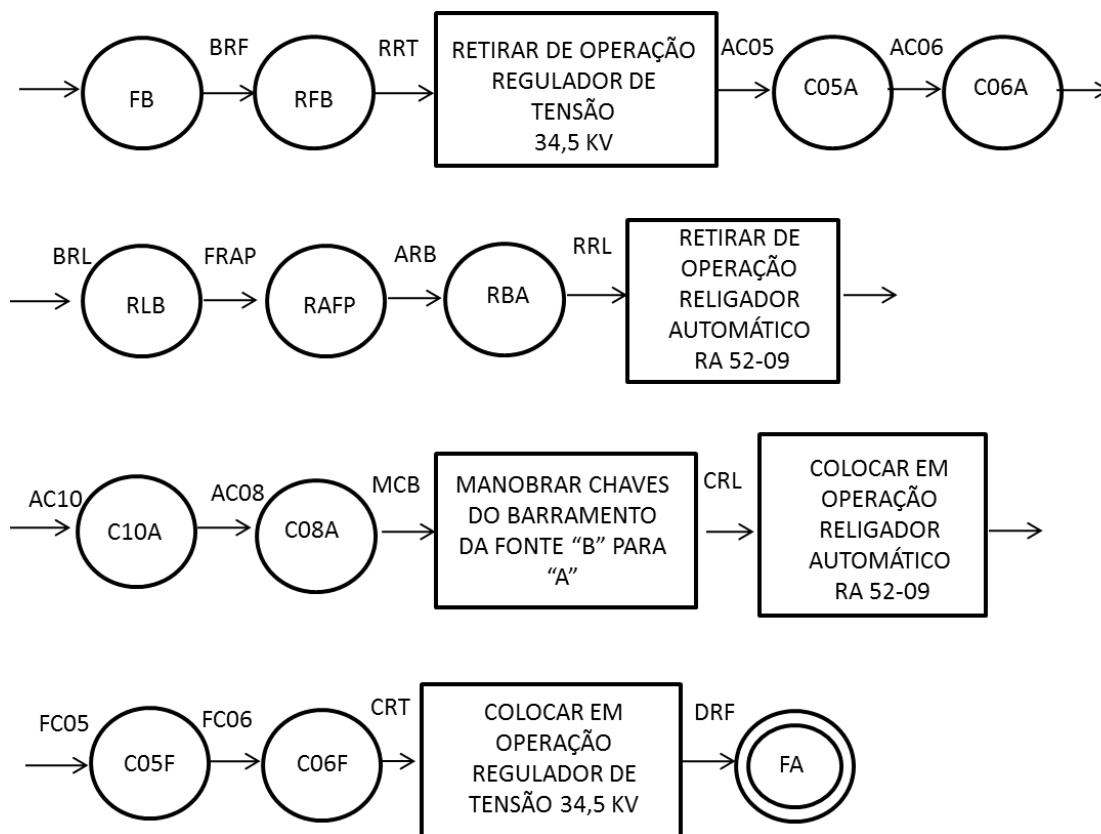 BRF
RRT
AC05
AC06
FB
RFB
RETIRAR DE OPERAÇÃO
REGULADOR DE
TENSÃO
34,5 KV
C05A
C06A
BRL
FRAP
ARB
RRL
RLB
RAFP
RBA
RETIRAR DE
OPERAÇÃO
RELIGADOR
AUTOMÁTICO
RA 52-09
AC10
AC08
MCB
CRL
C10A
C08A
MANOBRAR CHAVES
DO BARRAMENTO
DA FONTE “B” PARA
“A”
COLOCAR EM
OPERAÇÃO
RELIGADOR
AUTOMÁTICO
RA 52-09
FC05
FC06
CRT
DRF
C05F
C06F
COLOCAR EM
OPERAÇÃO
REGULADOR DE
TENSÃO 34,5 KV
FA